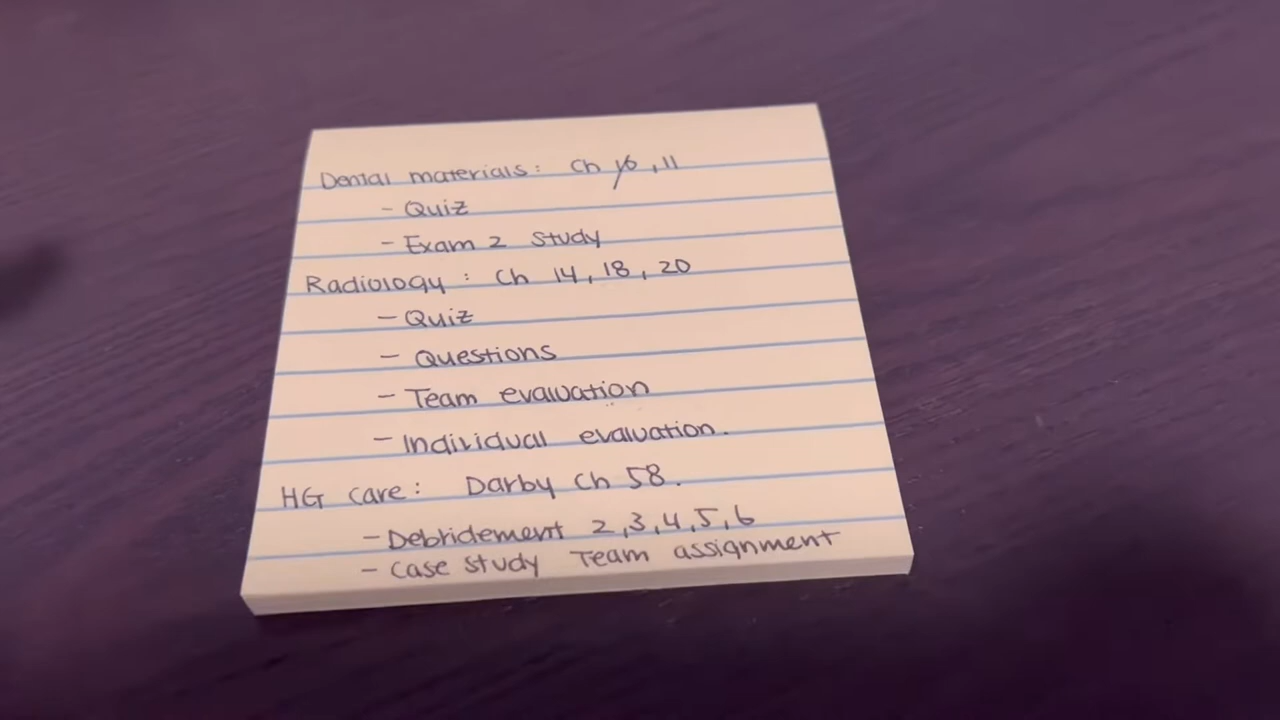 Dental materials: Ch 16, 11
- Quiz
- Exam 2 study
Radiology: Ch 14, 18, 20
- Quiz
- Questions
- Team evaluation
- Individual evaluation.
HG care: Darby Ch 58.
- Debridement 2,3,4,5,6
- Case study Team assignment